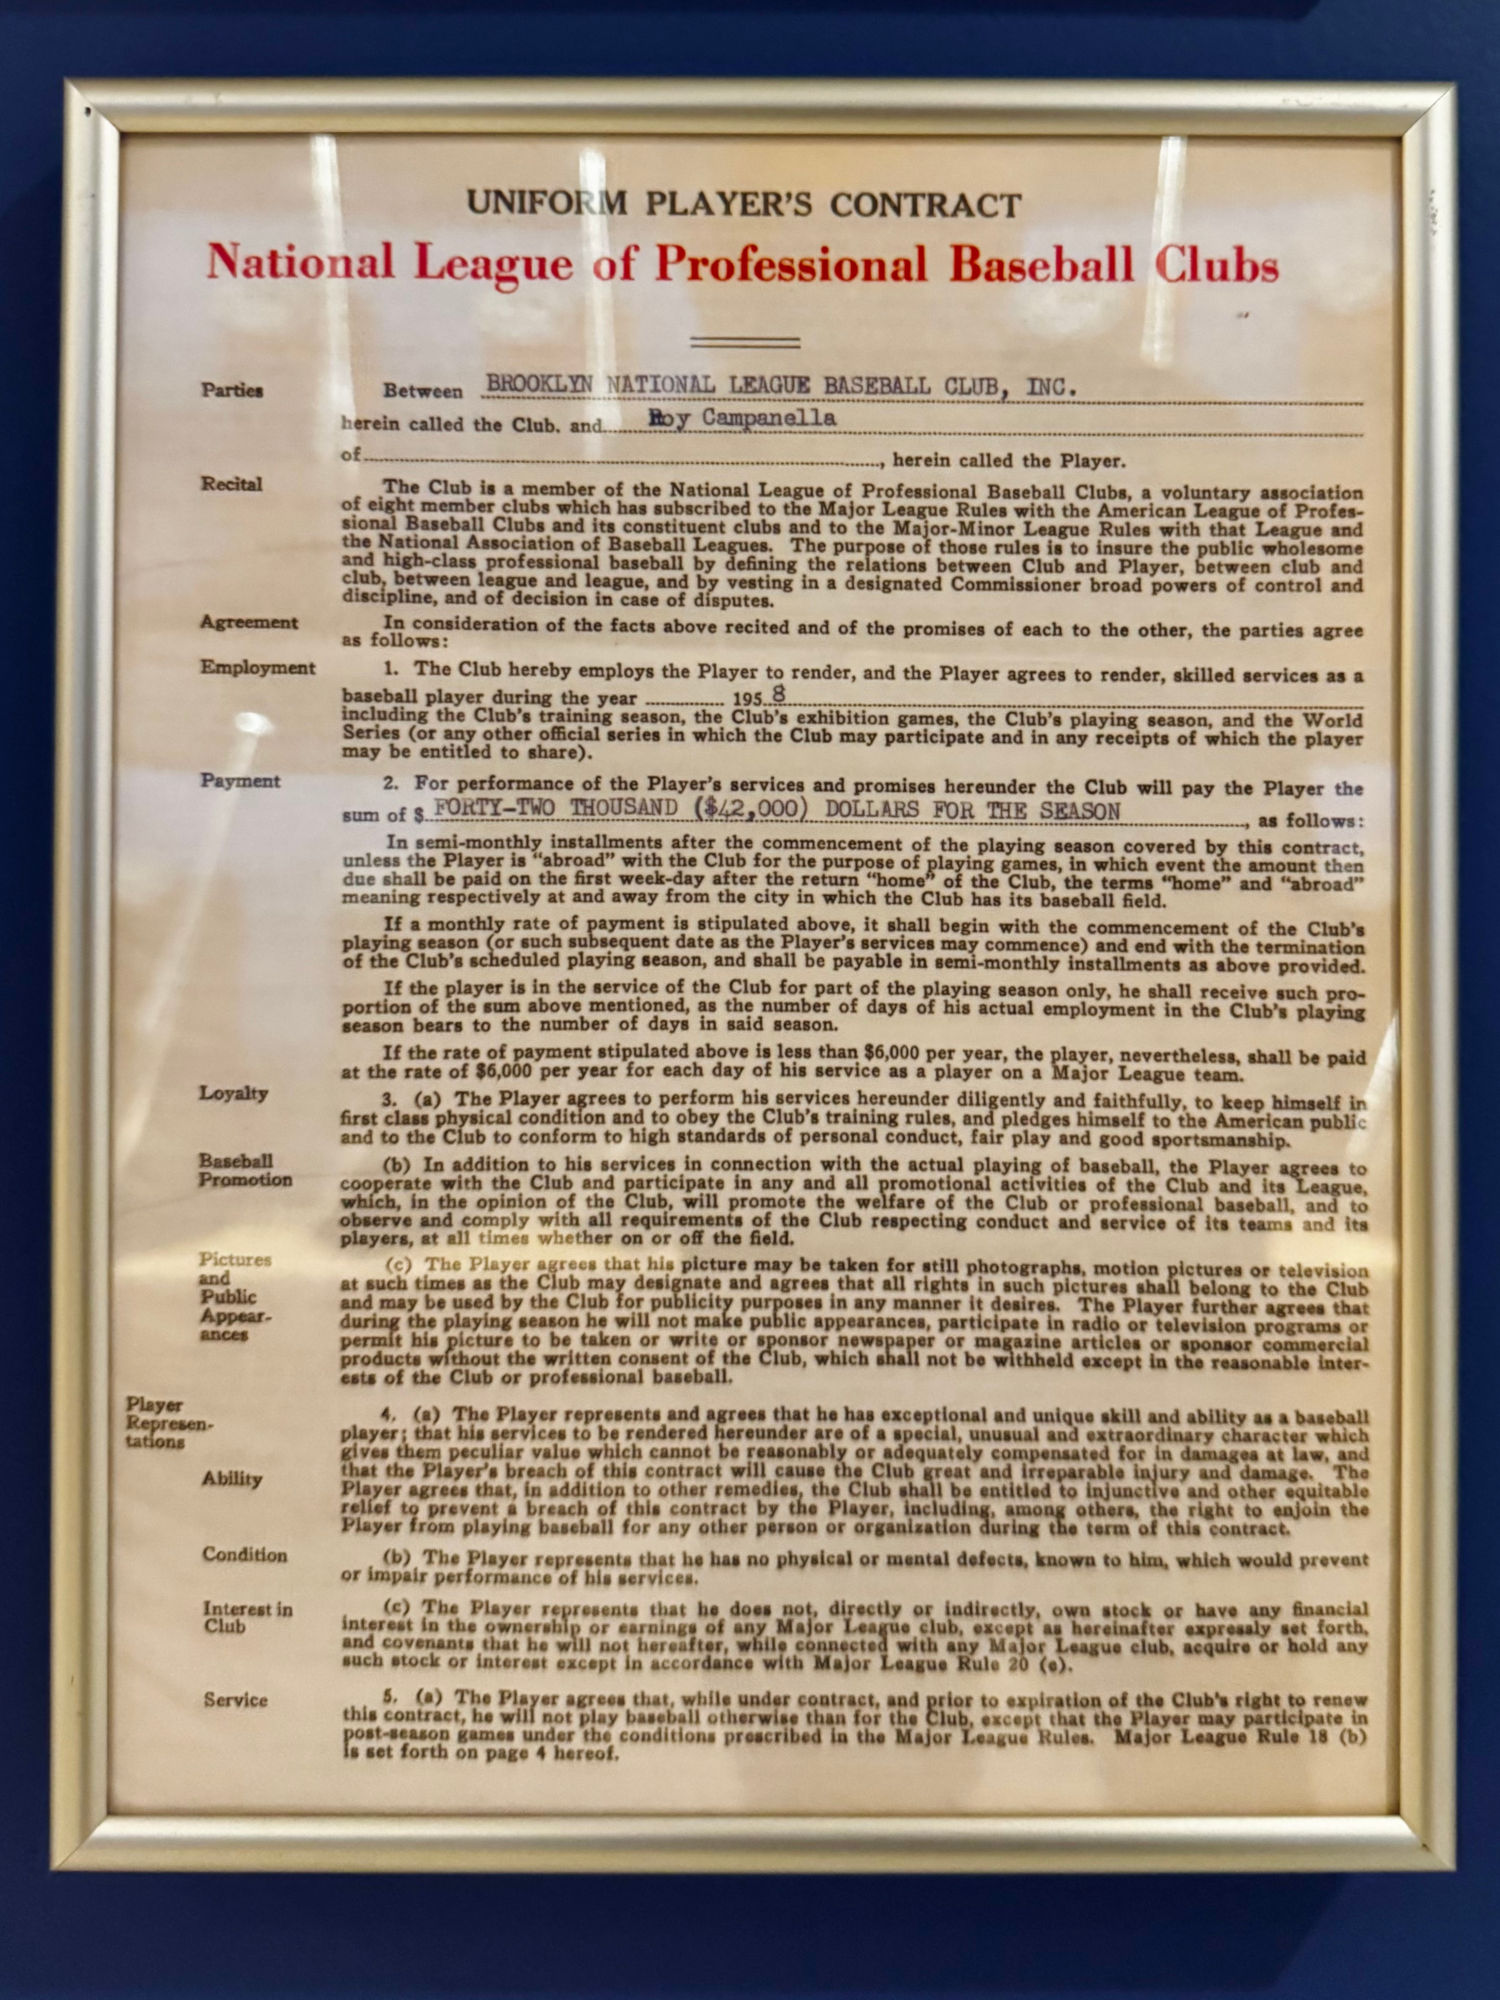 UNIFORM PLAYER'S CONTRACT
National League of Professional Baseball Clubs
Parties
Between BROOKLYN NATIONAL LEAGUE BASEBALL CLUB, INC.
herein called the Club, and Roy Campanella
of , herein called the Player.
Recital
The Club is a member of the National League of Professional Baseball Clubs, a voluntary association
of eight member clubs which has subscribed to the Major League Rules with the American League of Profes-
sional Baseball Clubs and its constituent clubs and to the Major-Minor League Rules with that League and
the National Association of Baseball Leagues. The purpose of those rules is to insure the public wholesome
and high-class professional baseball by defining the relations between Club and Player, between club and
club, between league and league, and by vesting in a designated Commissioner broad powers of control and
discipline, and of decision in case of disputes.
Agreement
In consideration of the facts above recited and of the promises of each to the other, the parties agree
as follows:
Employment
1. The Club hereby employs the Player to render, and the Player agrees to render, skilled services as a
baseball player during the year 195 8
including the Club's training season, the Club's exhibition games, the Club's playing season, and the World
Series (or any other official series in which the Club may participate and in any receipts of which the player
may be entitled to share).
Payment
2. For performance of the Player's services and promises hereunder the Club will pay the Player the
sum of $ FORTY-TWO THOUSAND ($42,000) DOLLARS FOR THE SEASON , as follows:
In semi-monthly installments after the commencement of the playing season covered by this contract,
unless the Player is "abroad" with the Club for the purpose of playing games, in which event the amount then
due shall be paid on the first week-day after the return "home" of the Club, the terms "home" and "abroad"
meaning respectively at and away from the city in which the Club has its baseball field.
If a monthly rate of payment is stipulated above, it shall begin with the commencement of the Club's
playing season (or such subsequent date as the Player's services may commence) and end with the termination
of the Club's scheduled playing season, and shall be payable in semi-monthly installments as above provided.
If the player is in the service of the Club for part of the playing season only, he shall receive such pro-
portion of the sum above mentioned, as the number of days of his actual employment in the Club's playing
season bears to the number of days in said season.
If the rate of payment stipulated above is less than $6,000 per year, the player, nevertheless, shall be paid
at the rate of $6,000 per year for each day of his service as a player on a Major League team.
Loyalty
3. (a) The Player agrees to perform his services hereunder diligently and faithfully, to keep himself in
first class physical condition and to obey the Club's training rules, and pledges himself to the American public
and to the Club to conform to high standards of personal conduct, fair play and good sportsmanship.
Baseball
Promotion
(b) In addition to his services in connection with the actual playing of baseball, the Player agrees to
cooperate with the Club and participate in any and all promotional activities of the Club and its League,
which, in the opinion of the Club, will promote the welfare of the Club or professional baseball, and to
observe and comply with all requirements of the Club respecting conduct and service of its teams and its
players, at all times whether on or off the field.
Pictures
and
Public
Appear-
ances
(c) The Player agrees that his picture may be taken for still photographs, motion pictures or television
at such times as the Club may designate and agrees that all rights in such pictures shall belong to the Club
and may be used by the Club for publicity purposes in any manner it desires. The Player further agrees that
during the playing season he will not make public appearances, participate in radio or television programs or
permit his picture to be taken or write or sponsor newspaper or magazine articles or sponsor commercial
products without the written consent of the Club, which shall not be withheld except in the reasonable inter-
ests of the Club or professional baseball.
Player
Represen-
tations
Ability
4. (a) The Player represents and agrees that he has exceptional and unique skill and ability as a baseball
player; that his services to be rendered hereunder are of a special, unusual and extraordinary character which
gives them peculiar value which cannot be reasonably or adequately compensated for in damages at law, and
that the Player's breach of this contract will cause the Club great and irreparable injury and damage. The
Player agrees that, in addition to other remedies, the Club shall be entitled to injunctive and other equitable
relief to prevent a breach of this contract by the Player, including, among others, the right to enjoin the
Player from playing baseball for any other person or organization during the term of this contract.
Condition
(b) The Player represents that he has no physical or mental defects, known to him, which would prevent
or impair performance of his services.
Interest in
Club
(c) The Player represents that he does not, directly or indirectly, own stock or have any financial
interest in the ownership or earnings of any Major League club, except as hereinafter expressly set forth,
and covenants that he will not hereafter, while connected with any Major League club, acquire or hold any
such stock or interest except in accordance with Major League Rule 20 (e).
Service
5. (a) The Player agrees that, while under contract, and prior to expiration of the Club's right to renew
this contract, he will not play baseball otherwise than for the Club, except that the Player may participate in
post-season games under the conditions prescribed in the Major League Rules. Major League Rule 18 (b)
is set forth on page 4 hereof.